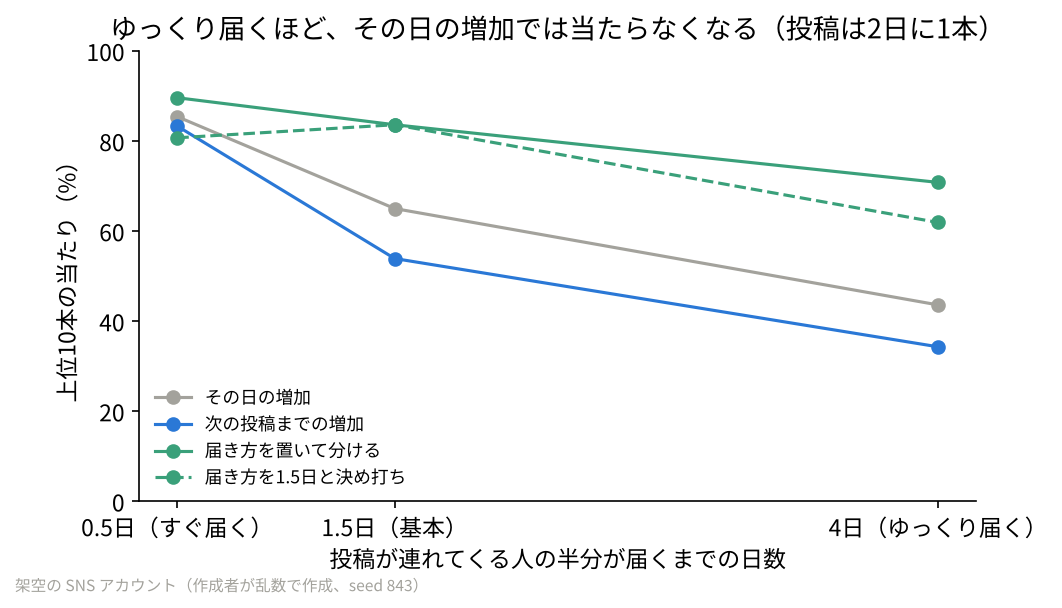 ゆっくり届くほど、その日の増加では当たらなくなる（投稿は2日に1本）
上位10本の当たり（%）
100
80
60
40
20
0
その日の増加
次の投稿までの増加
届き方を置いて分ける
届き方を1.5日と決め打ち
0.5日（すぐ届く）
1.5日（基本）
4日（ゆっくり届く）
投稿が連れてくる人の半分が届くまでの日数
架空の SNS アカウント（作成者が乱数で作成、seed 843）